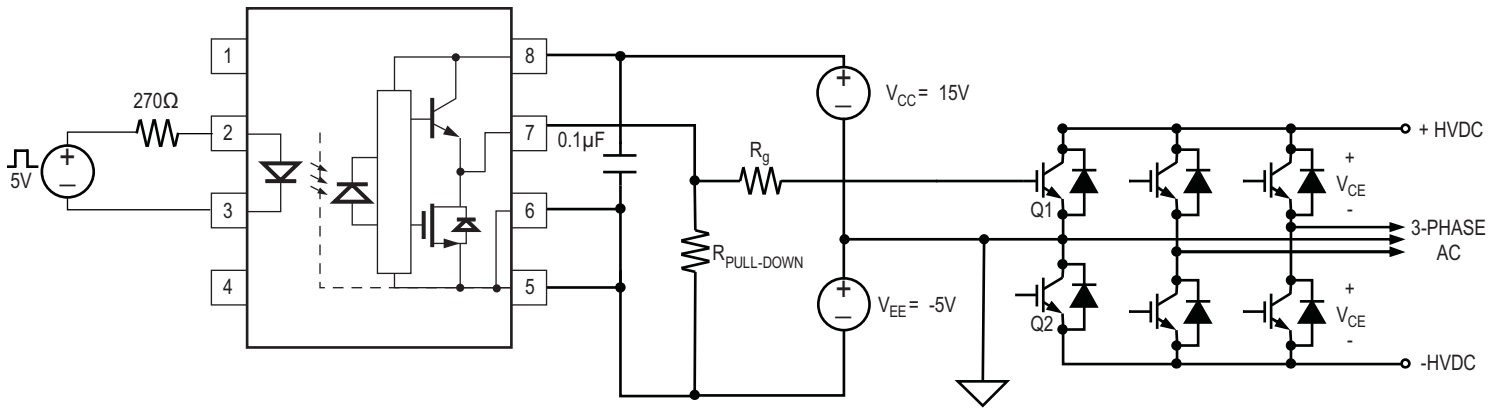 1
8
V_CC = 15V
270Ω
2
7
0.1µF
+ HVDC
R_g
+
V_CE
-
5V
Q1
3
6
3-PHASE
AC
R_PULL-DOWN
4
5
V_EE = -5V
Q2
+
V_CE
-
-HVDC